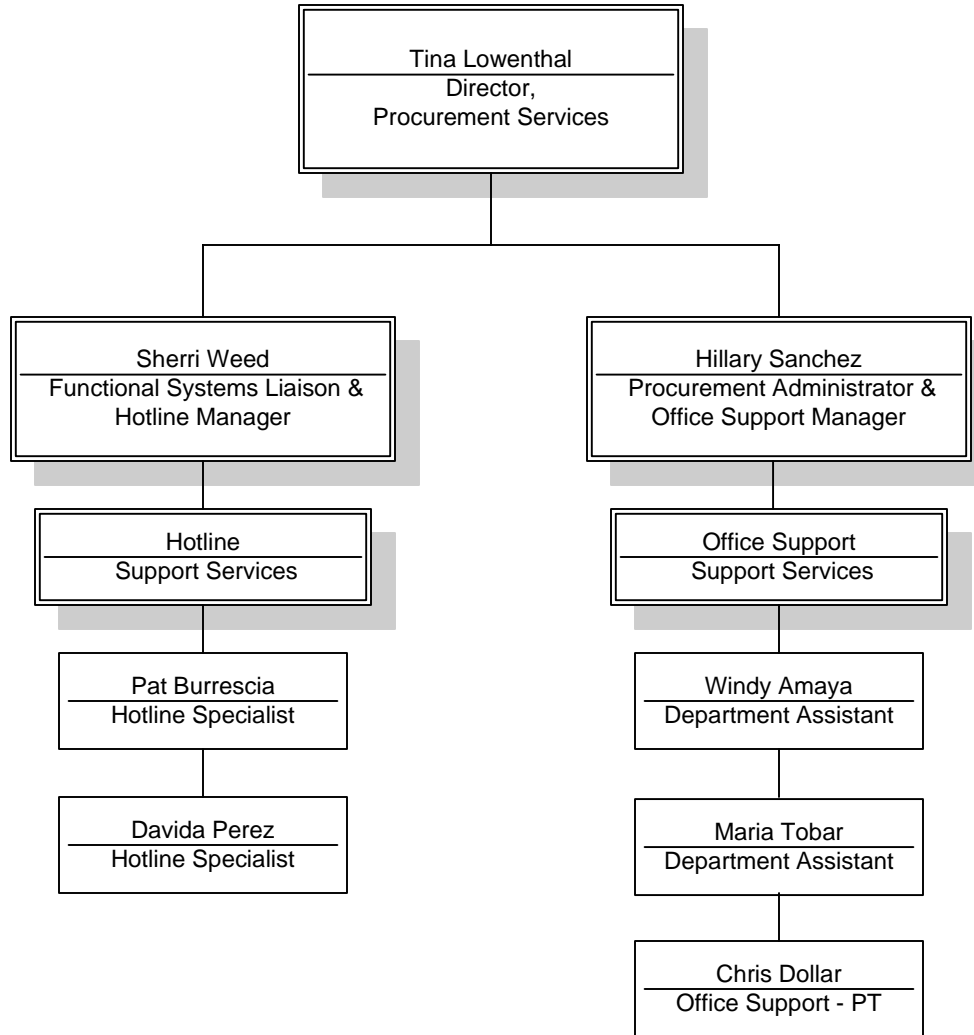 Tina Lowenthal
Director,
Procurement Services
Sherri Weed
Functional Systems Liaison &
Hotline Manager
Hotline
Support Services
Pat Burrescia
Hotline Specialist
Davida Perez
Hotline Specialist
Hillary Sanchez
Procurement Administrator &
Office Support Manager
Office Support
Support Services
Windy Amaya
Department Assistant
Maria Tobar
Department Assistant
Chris Dollar
Office Support - PT